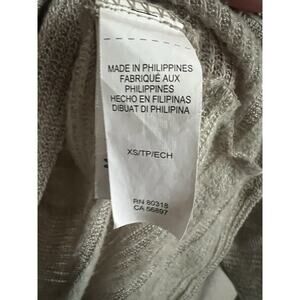 MADE IN PHILIPPINES
FABRIQUÉ AUX
PHILIPPINES
HECHO EN FILIPINAS
DIBUAT DI PHILIPINA
XS/TP/ECH
RN 80318
CA 56897